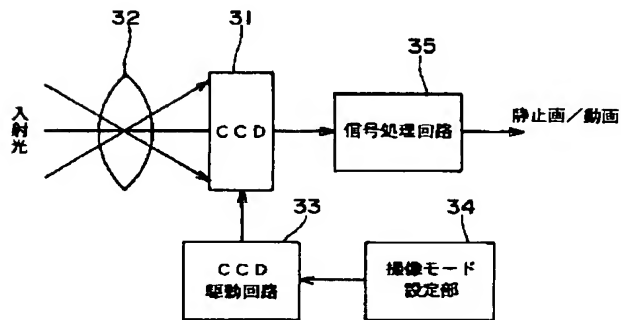 32
31
35
入射光
CCD
信号処理回路
静止画/動画
33
34
CCD
駆動回路
撮像モード
設定部